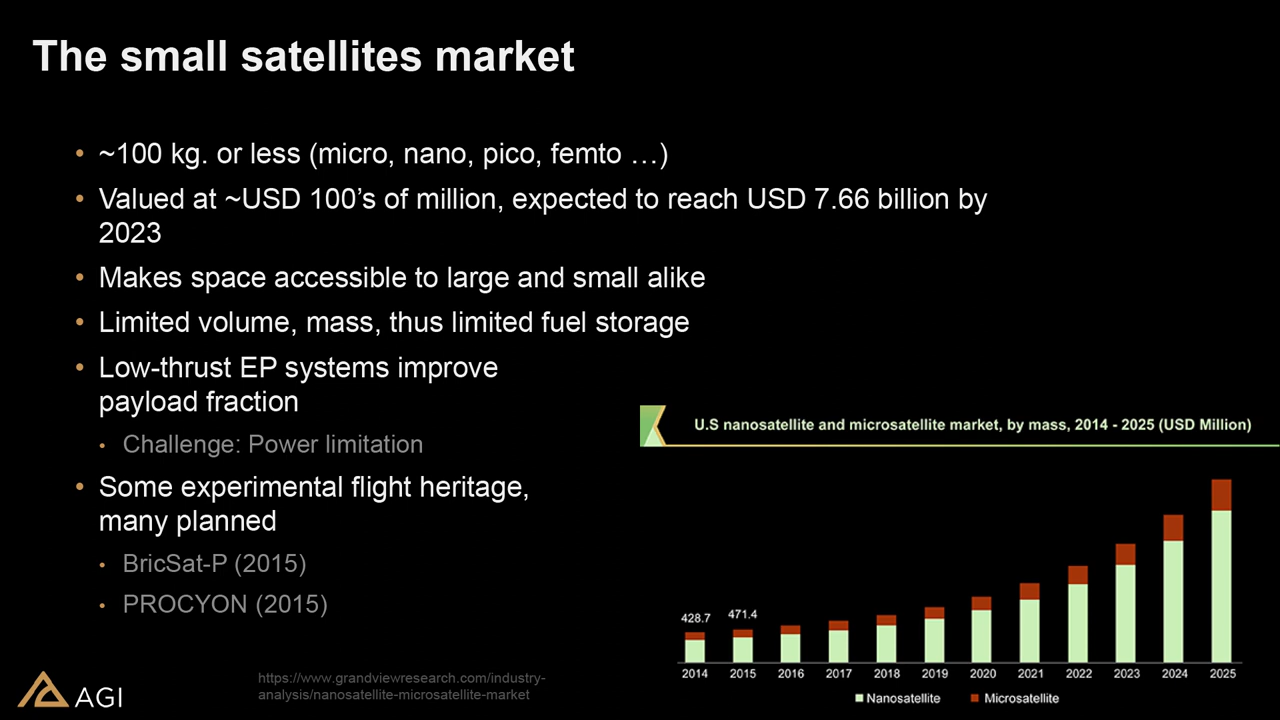 The small satellites market
• ~100 kg. or less (micro, nano, pico, femto …)
• Valued at ~USD 100’s of million, expected to reach USD 7.66 billion by
2023
• Makes space accessible to large and small alike
• Limited volume, mass, thus limited fuel storage
• Low-thrust EP systems improve
payload fraction
• Challenge: Power limitation
• Some experimental flight heritage,
many planned
• BricSat-P (2015)
• PROCYON (2015)
U.S nanosatellite and microsatellite market, by mass, 2014 - 2025 (USD Million)
428.7 471.4
2014 2015 2016 2017 2018 2019 2020 2021 2022 2023 2024 2025
Nanosatellite Microsatellite
https://www.grandviewresearch.com/industry-
analysis/nanosatellite-microsatellite-market
AGI